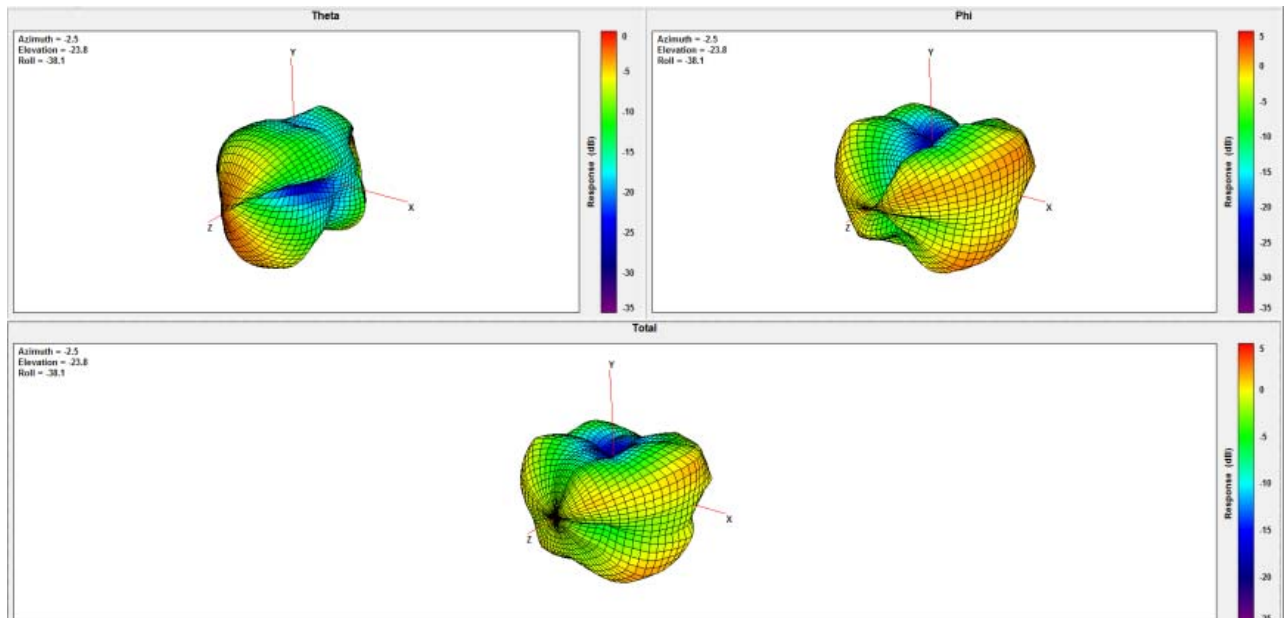 Theta
Azimuth = -2.5
Elevation = -23.8
Roll = -38.1
Y
X
Z
0
-5
-10
-15
-20
-25
-30
-35
Response (dB)
Phi
Azimuth = -2.5
Elevation = -23.8
Roll = -38.1
Y
X
Z
5
0
-5
-10
-15
-20
-25
-30
-35
Response (dB)
Total
Azimuth = -2.5
Elevation = -23.8
Roll = -38.1
Y
X
Z
5
0
-5
-10
-15
-20
-25
Response (dB)